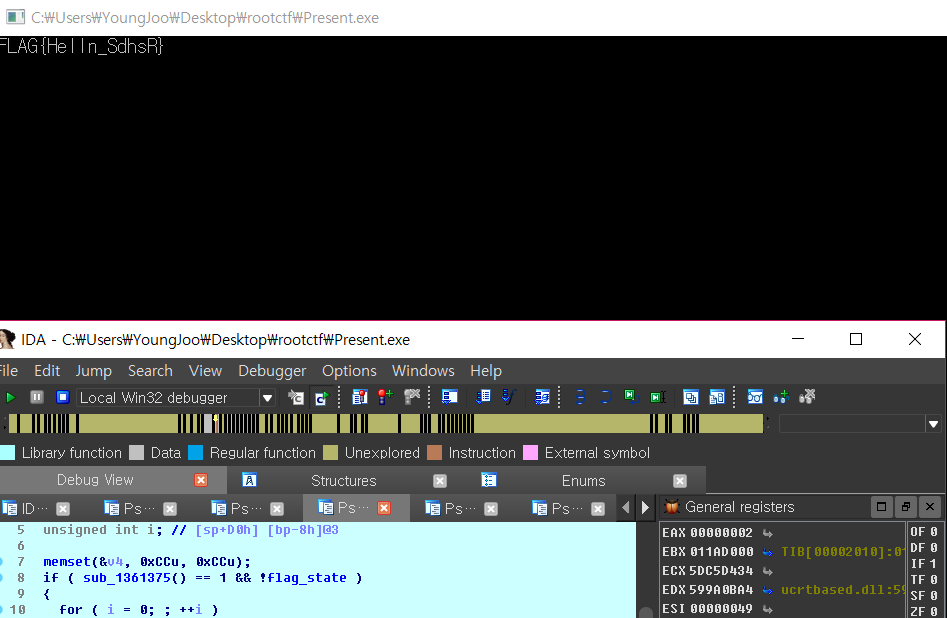 C:₩Users₩YoungJoo₩Desktop₩rootctf₩Present.exe
FLAG{Helln_SdhsR}
IDA - C:₩Users₩YoungJoo₩Desktop₩rootctf₩Present.exe
File Edit Jump Search View Debugger Options Windows Help
Local Win32 debugger
Library function Data Regular function Unexplored Instruction External symbol
Debug View Structures Enums
ID··· Ps··· Ps··· Ps··· Ps··· Ps··· General registers
5 unsigned int i; // [sp+D0h] [bp-8h]@3
6
7 memset(&v4, 0xCCu, 0xCCu);
8 if ( sub_1361375() == 1 && !flag_state )
9 {
10 for ( i = 0; ; ++i )
EAX 00000002
EBX 011AD000 TIB[00002010]:01
ECX 5DC5D434
EDX 599A0BA4 ucrtbased.dll:59
ESI 00000049
OF 0
DF 0
IF 1
TF 0
SF 0
ZF 0